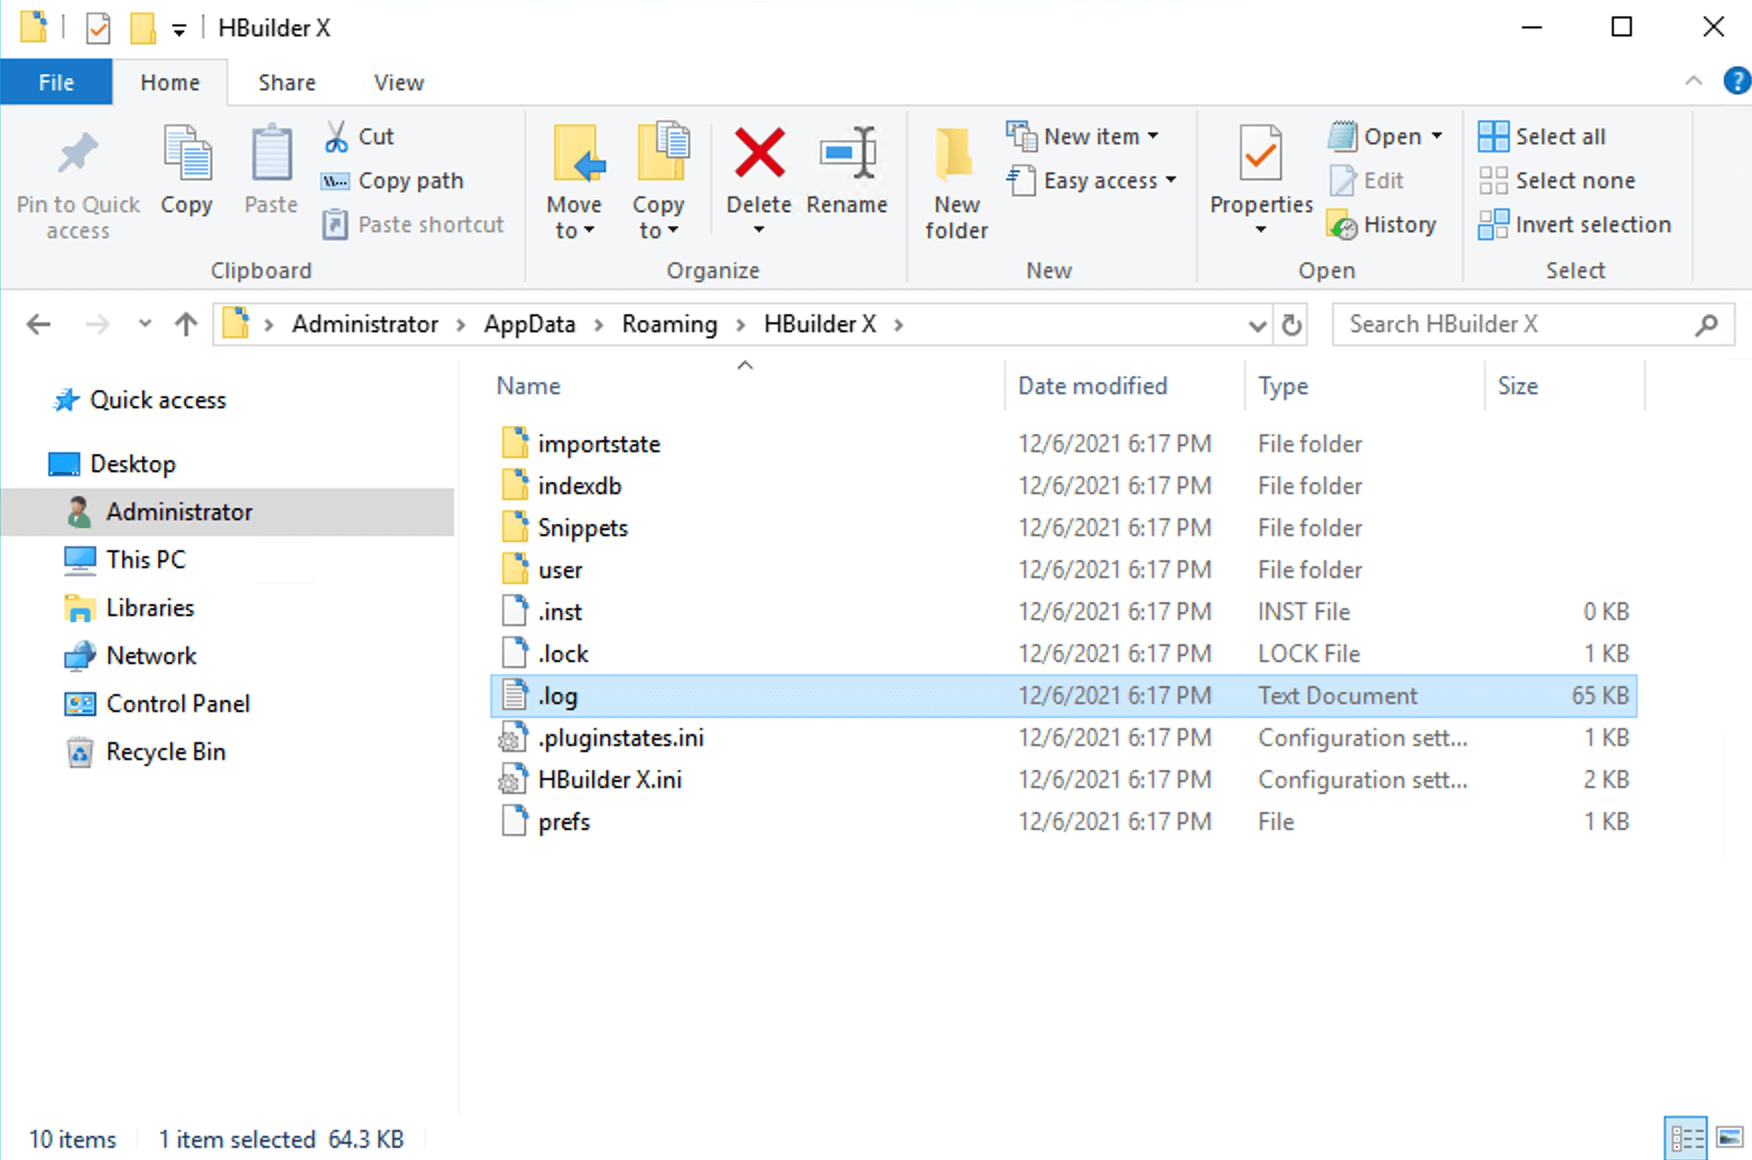 HBuilder X
File Home Share View
Pin to Quick access
Copy
Paste
Cut
Copy path
Paste shortcut
Clipboard
Move to
Copy to
Delete
Rename
Organize
New folder
New item
Easy access
New
Properties
Open
Edit
History
Open
Select all
Select none
Invert selection
Select
Administrator AppData Roaming HBuilder X
Search HBuilder X
Quick access
Desktop
Administrator
This PC
Libraries
Network
Control Panel
Recycle Bin
Name Date modified Type Size
importstate 12/6/2021 6:17 PM File folder
indexdb 12/6/2021 6:17 PM File folder
Snippets 12/6/2021 6:17 PM File folder
user 12/6/2021 6:17 PM File folder
.inst 12/6/2021 6:17 PM INST File 0 KB
.lock 12/6/2021 6:17 PM LOCK File 1 KB
.log 12/6/2021 6:17 PM Text Document 65 KB
.pluginstates.ini 12/6/2021 6:17 PM Configuration sett... 1 KB
HBuilder X.ini 12/6/2021 6:17 PM Configuration sett... 2 KB
prefs 12/6/2021 6:17 PM File 1 KB
10 items 1 item selected 64.3 KB